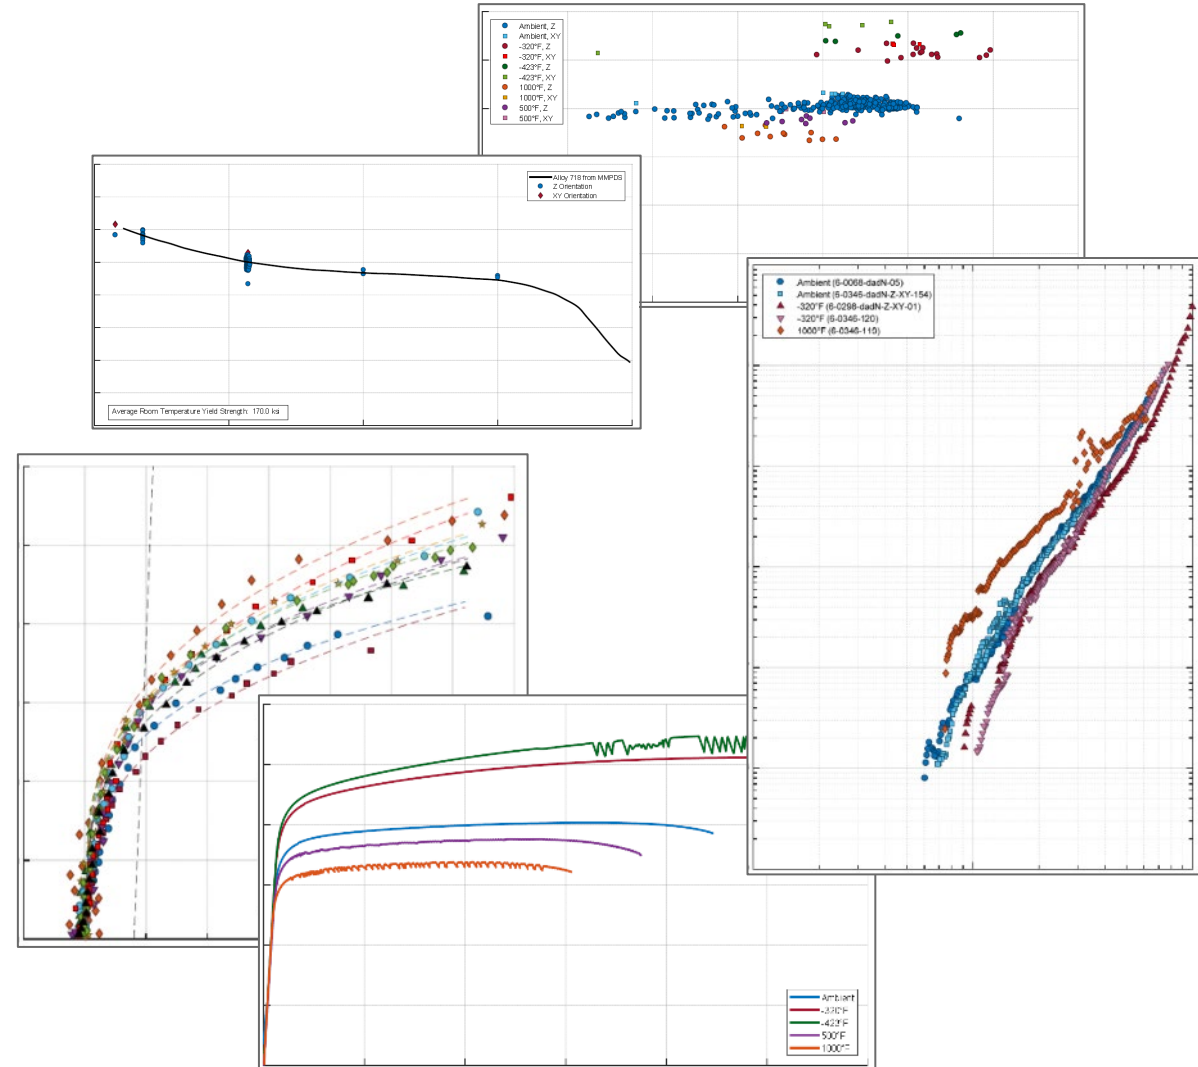 Ambient, Z
Ambient, XY
-320°F, Z
-320°F, XY
-423°F, Z
-423°F, XY
1000°F, Z
1000°F, XY
500°F, Z
500°F, XY
Alloy 718 from MMPDS
Z Orientation
XY Orientation
Average Room Temperature Yield Strength: 170.0 ksi
Ambient (6-0068-dadN-05)
Ambient (6-0346-dadN-Z-XY-154)
-320°F (6-0298-dadN-Z-XY-01)
-320°F (6-0346-120)
1000°F (6-0346-110)
Ambient
-320°F
-423°F
500°F
1000°F